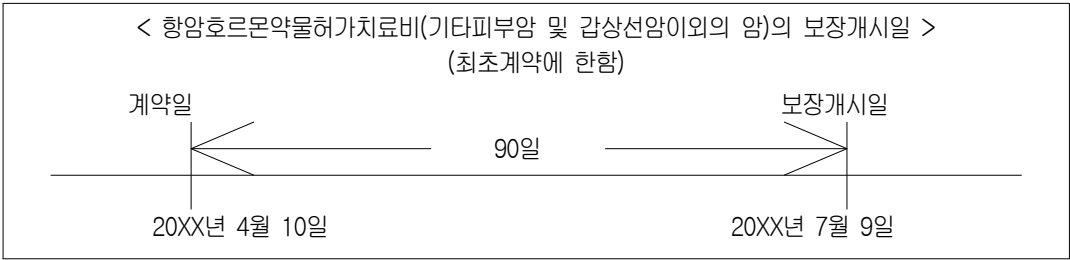 < 항암호르몬약물허가치료비(기타피부암 및 갑상선암이외의 암)의 보장개시일 >
(최초계약에 한함)
계약일 보장개시일
90일
20XX년 4월 10일 20XX년 7월 9일